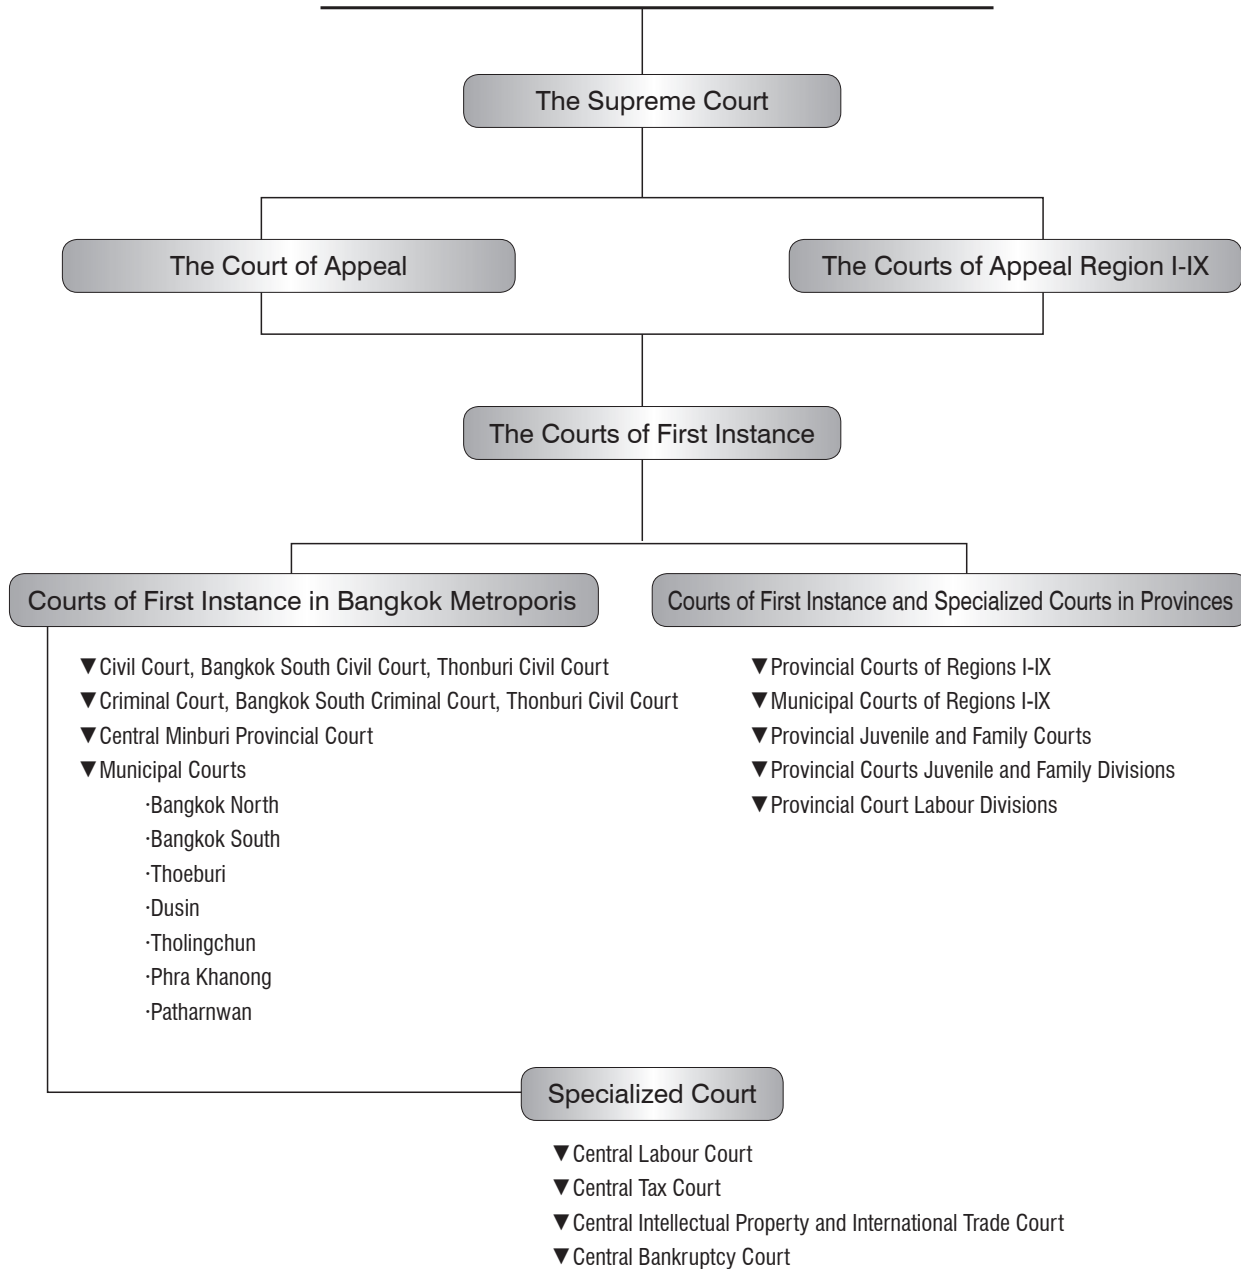 The Supreme Court
The Court of Appeal
The Courts of Appeal Region I-IX
The Courts of First Instance
Courts of First Instance in Bangkok Metroporis
▼Civil Court, Bangkok South Civil Court, Thonburi Civil Court
▼Criminal Court, Bangkok South Criminal Court, Thonburi Civil Court
▼Central Minburi Provincial Court
▼Municipal Courts
·Bangkok North
·Bangkok South
·Thoeburi
·Dusin
·Tholingchun
·Phra Khanong
·Patharnwan
Courts of First Instance and Specialized Courts in Provinces
▼Provincial Courts of Regions I-IX
▼Municipal Courts of Regions I-IX
▼Provincial Juvenile and Family Courts
▼Provincial Courts Juvenile and Family Divisions
▼Provincial Court Labour Divisions
Specialized Court
▼Central Labour Court
▼Central Tax Court
▼Central Intellectual Property and International Trade Court
▼Central Bankruptcy Court